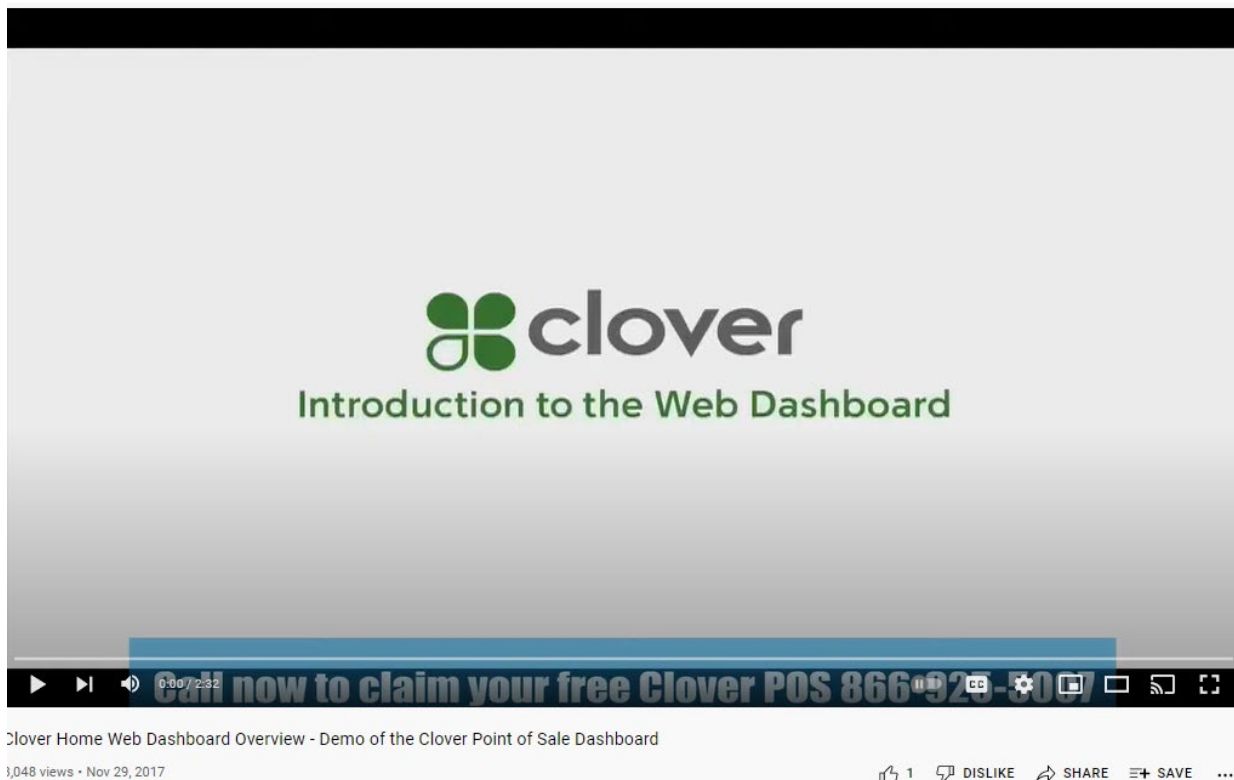 clover
Introduction to the Web Dashboard
0:00 / 2:32
Call now to claim your free Clover POS
CC
Clover Home Web Dashboard Overview - Demo of the Clover Point of Sale Dashboard
views • Nov 29, 2017
1 DISLIKE SHARE SAVE